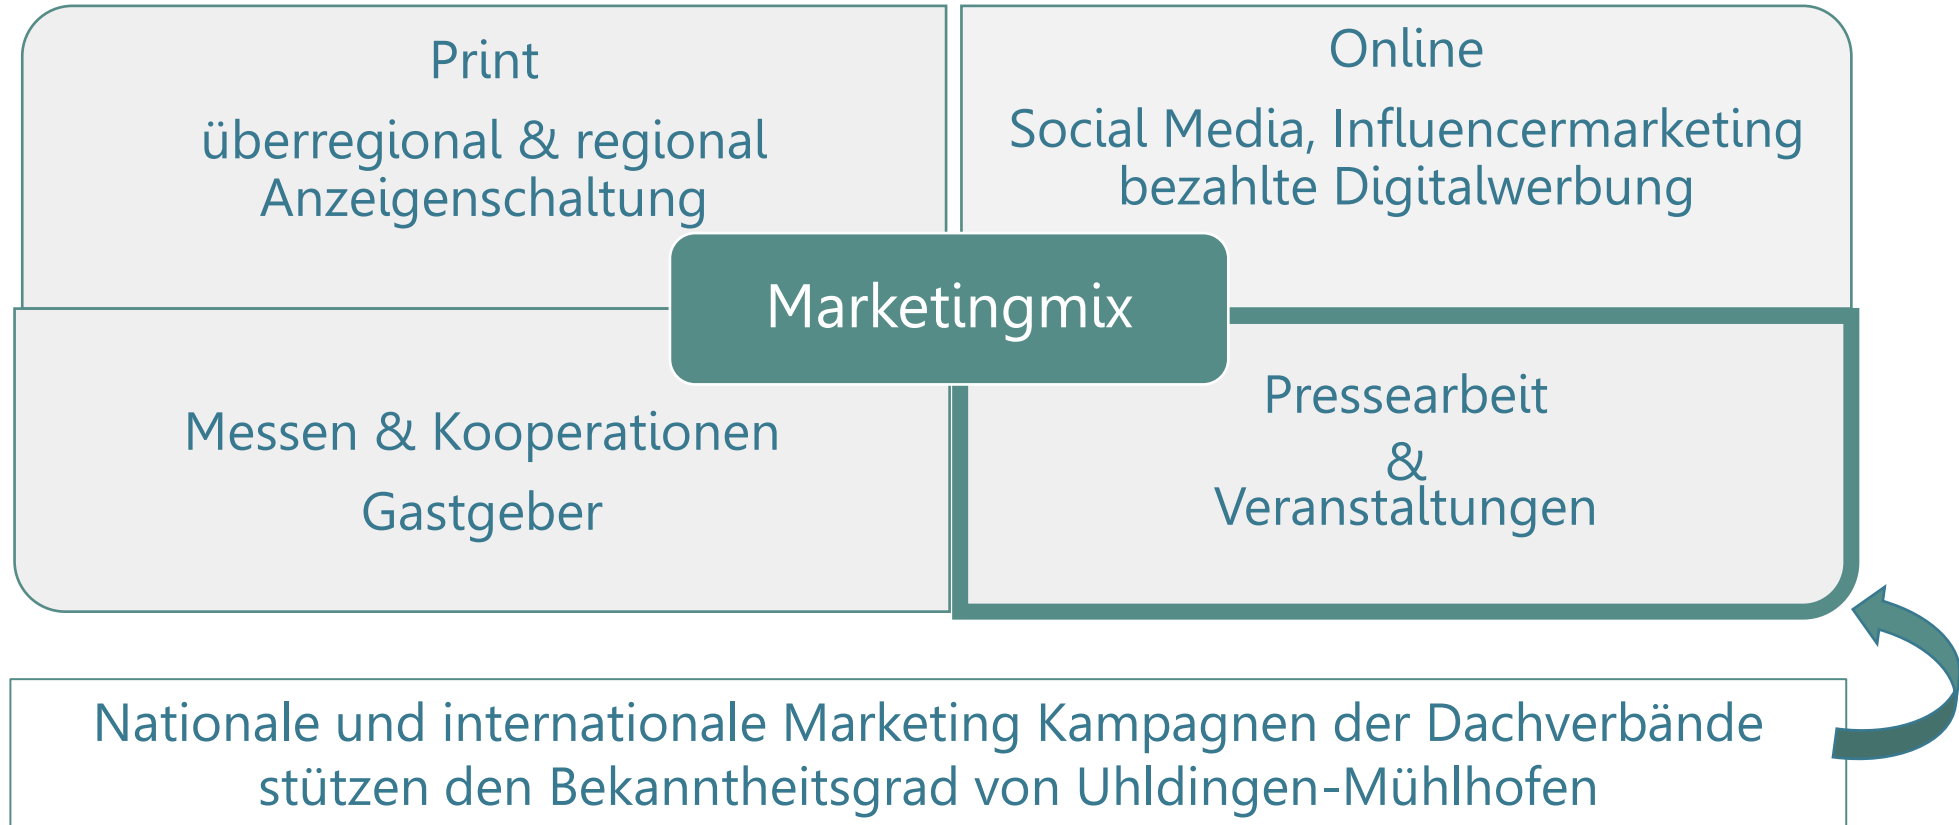 Print
überregional & regional
Anzeigenschaltung
Online
Social Media, Influencermarketing
bezahlte Digitalwerbung
Marketingmix
Messen & Kooperationen
Gastgeber
Pressearbeit
&
Veranstaltungen
Nationale und internationale Marketing Kampagnen der Dachverbände
stützen den Bekanntheitsgrad von Uhldingen-Mühlhofen